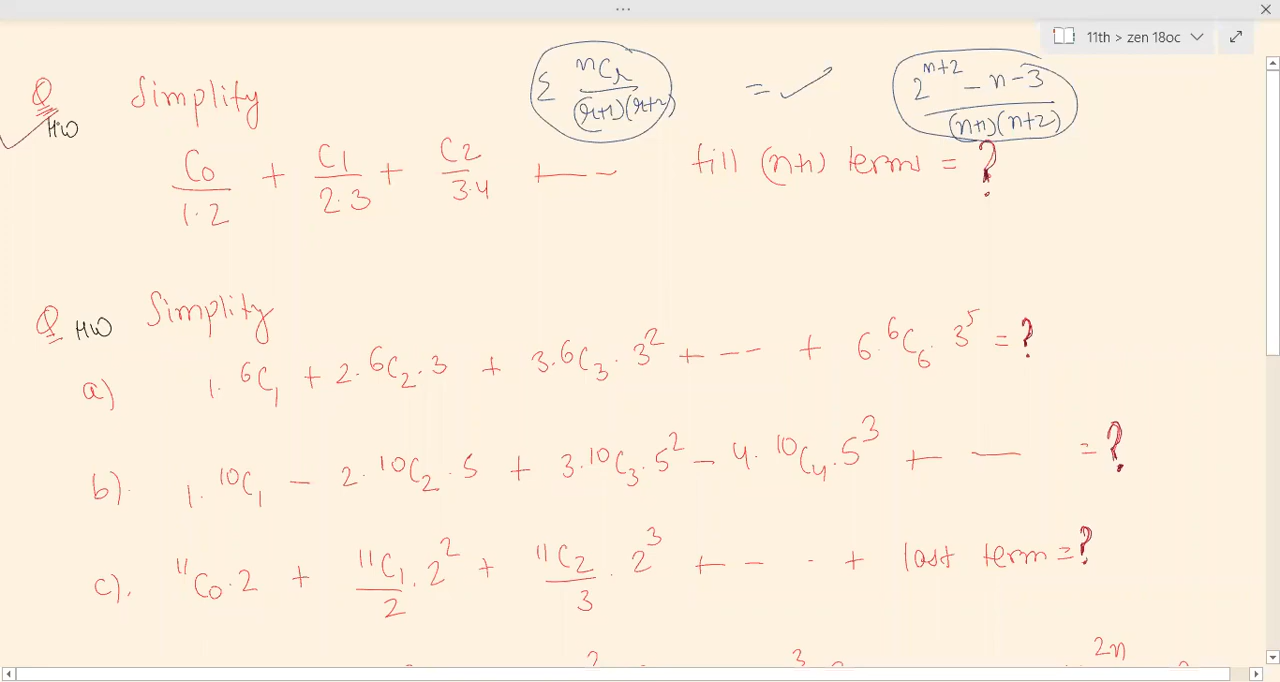 11th > zen 18oc
Q HW Simplify Σ nCr/(r+1)(r+2) = ✓ (2^(n+2) - n - 3)/((n+1)(n+2))
C0/1·2 + C1/2·3 + C2/3·4 + -- till (n+1) terms = ?
Q HW Simplify
a) 1·⁶C₁ + 2·⁶C₂·3 + 3·⁶C₃·3² + --- + 6·⁶C₆·3⁵ = ?
b) 1·¹⁰C₁ - 2·¹⁰C₂·5 + 3·¹⁰C₃·5² - 4·¹⁰C₄·5³ + — = ?
c). ¹¹C₀·2 + ¹¹C₁/2·2² + ¹¹C₂/3·2³ + - · + last term = ?